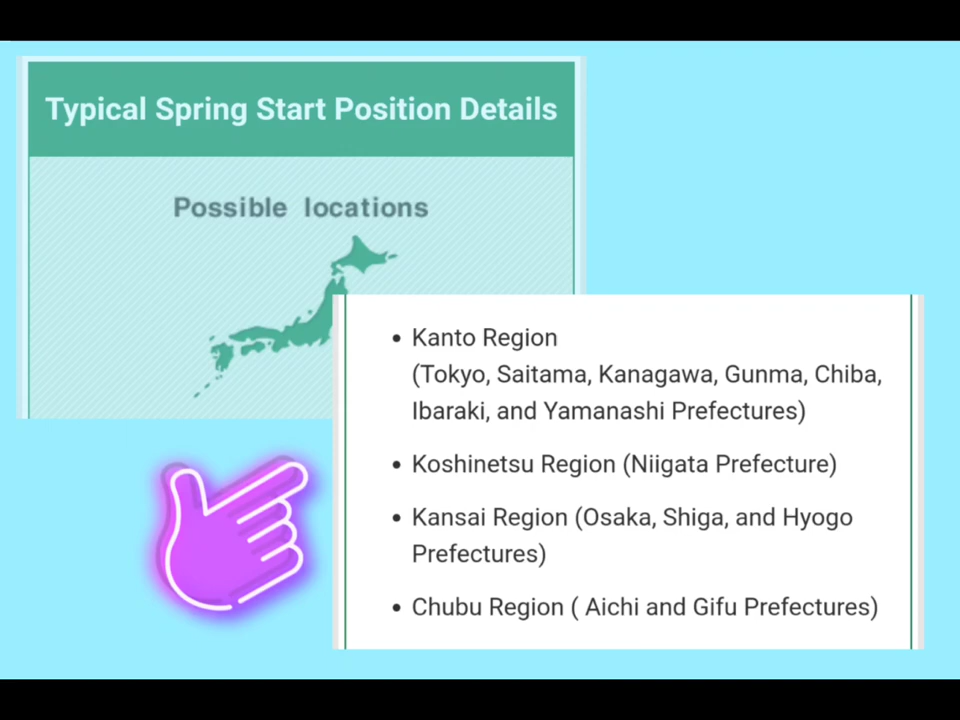 Typical Spring Start Position Details
Possible locations
• Kanto Region
(Tokyo, Saitama, Kanagawa, Gunma, Chiba,
Ibaraki, and Yamanashi Prefectures)
• Koshinetsu Region (Niigata Prefecture)
• Kansai Region (Osaka, Shiga, and Hyogo
Prefectures)
• Chubu Region ( Aichi and Gifu Prefectures)